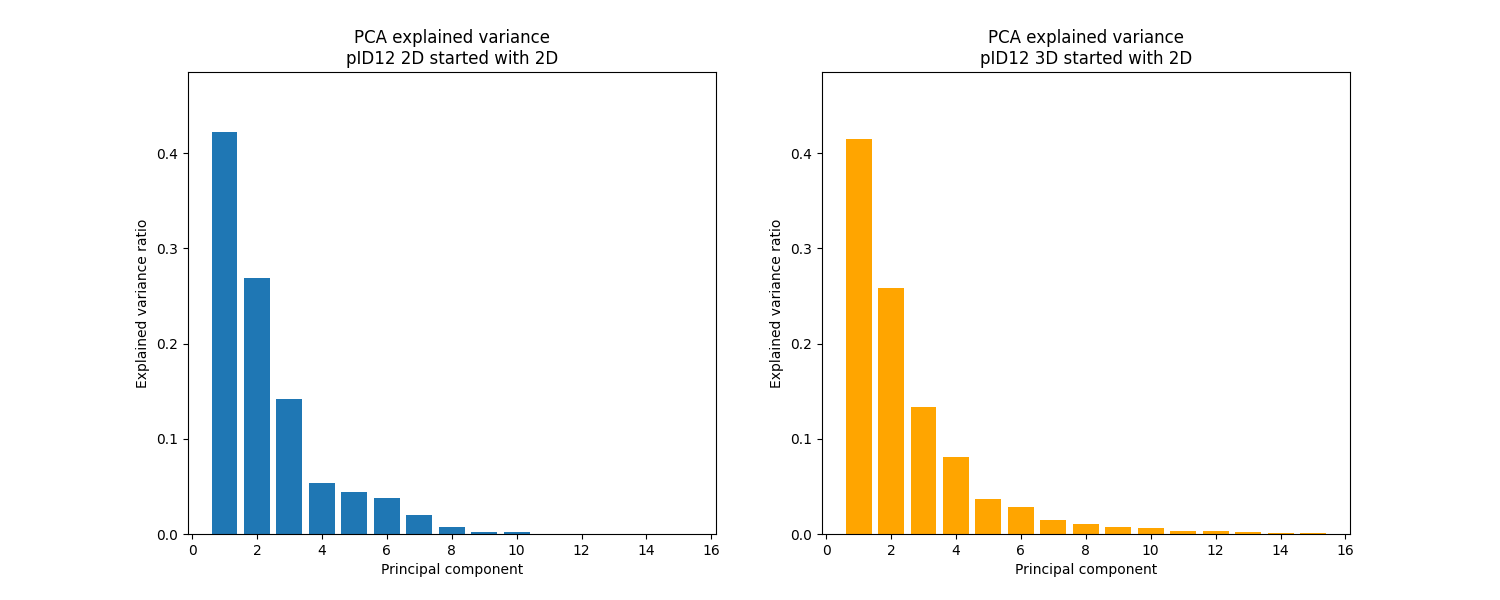 PCA explained variance
pID12 2D started with 2D
Explained variance ratio
0.4
0.3
0.2
0.1
0.0
0 2 4 6 8 10 12 14 16
Principal component
PCA explained variance
pID12 3D started with 2D
Explained variance ratio
0.4
0.3
0.2
0.1
0.0
0 2 4 6 8 10 12 14 16
Principal component